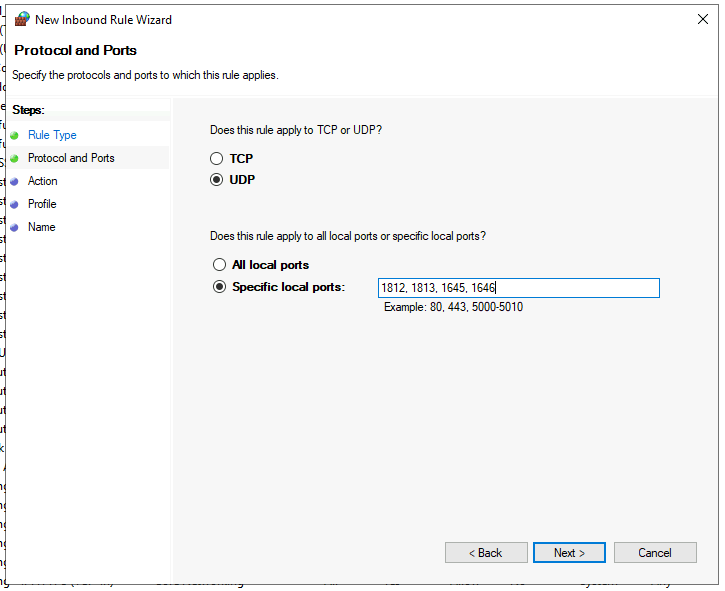 New Inbound Rule Wizard
Protocol and Ports
Specify the protocols and ports to which this rule applies.
Steps:
Rule Type
Protocol and Ports
Action
Profile
Name
Does this rule apply to TCP or UDP?
TCP
UDP
Does this rule apply to all local ports or specific local ports?
All local ports
Specific local ports:
1812, 1813, 1645, 1646
Example: 80, 443, 5000-5010
< Back
Next >
Cancel